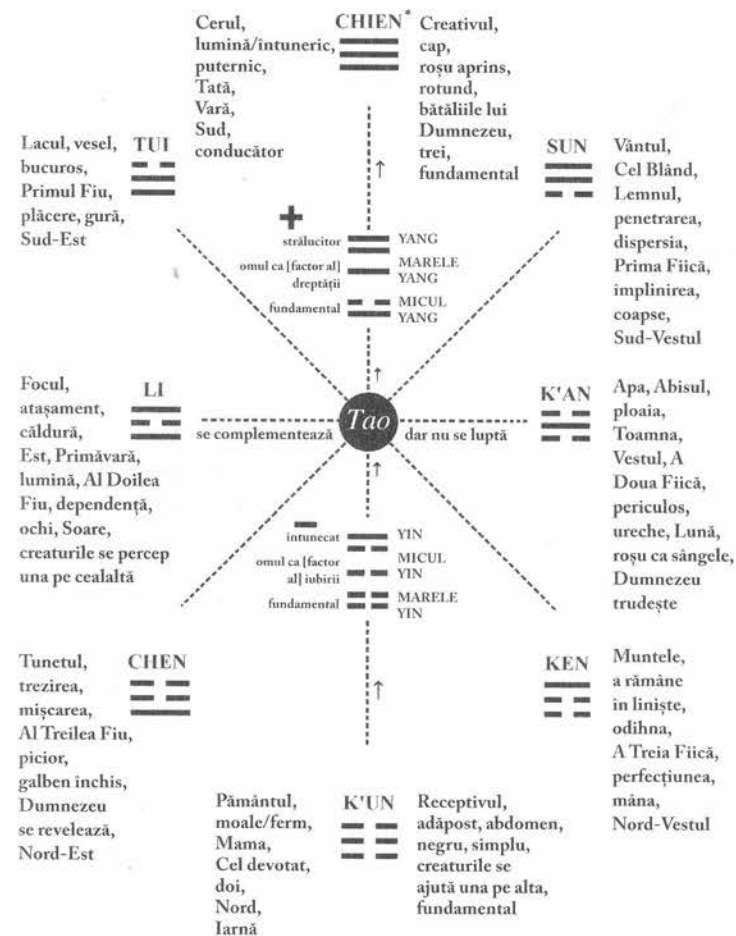 CHIEN*
Cerul,
lumină/întuneric,
puternic,
Tată,
Vară,
Sud,
conducător
Creativul,
cap,
roșu aprins,
rotund,
bătăliile lui
Dumnezeu,
trei,
fundamental
TUI
Lacul, vesel,
bucuros,
Primul Fiu,
plăcere, gură,
Sud-Est
SUN
Vântul,
Cel Blând,
Lemnul,
penetrarea,
dispersia,
Prima Fiică,
implinirea,
coapse,
Sud-Vestul
+
strălucitor
YANG
omul ca [factor al]
dreptății
MARELE
YANG
fundamental
MICUL
YANG
LI
Focul,
atașament,
căldură,
Est, Primăvară,
lumină, Al Doilea
Fiu, dependență,
ochi, Soare,
creaturile se percep
una pe cealaltă
se complementează
Tao
dar nu se luptă
K'AN
Apa, Abisul,
ploaia,
Toamna,
Vestul, A
Doua Fiică,
periculos,
ureche, Lună,
roșu ca sângele,
Dumnezeu
trudește
−
întunecat
YIN
omul ca [factor
al] iubirii
MICUL
YIN
fundamental
MARELE
YIN
CHEN
Tunetul,
trezirea,
mișcarea,
Al Treilea Fiu,
picior,
galben închis,
Dumnezeu
se revelează,
Nord-Est
KEN
Muntele,
a rămâne
în liniște,
odihna,
A Treia Fiică,
perfecțiunea,
mâna,
Nord-Vestul
K'UN
Pământul,
moale/ferm,
Mama,
Cel devotat,
doi,
Nord,
Iarnă
Receptivul,
adăpost, abdomen,
negru, simplu,
creaturile se
ajută una pe alta,
fundamental